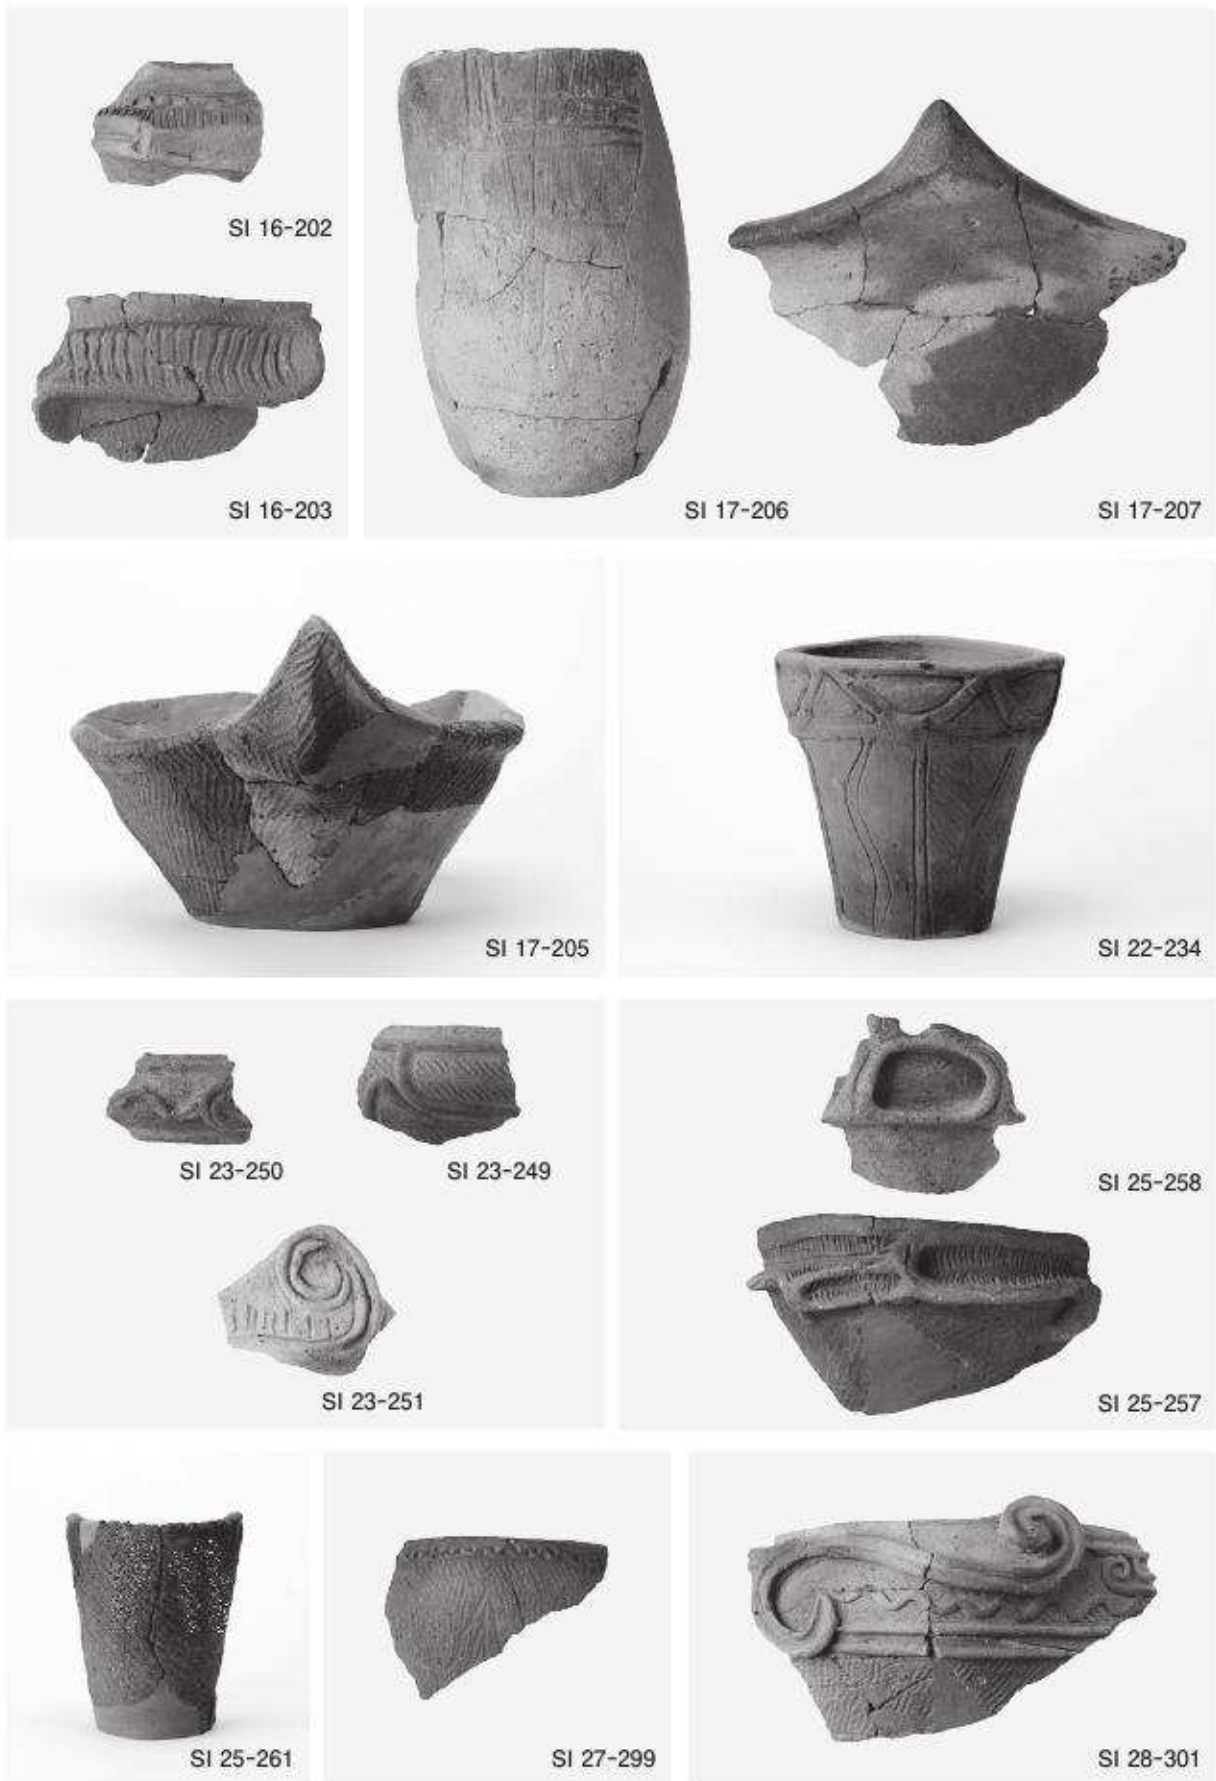 SI 16-202
SI 16-203
SI 17-206
SI 17-207
SI 17-205
SI 22-234
SI 23-250
SI 23-249
SI 23-251
SI 25-258
SI 25-257
SI 25-261
SI 27-299
SI 28-301